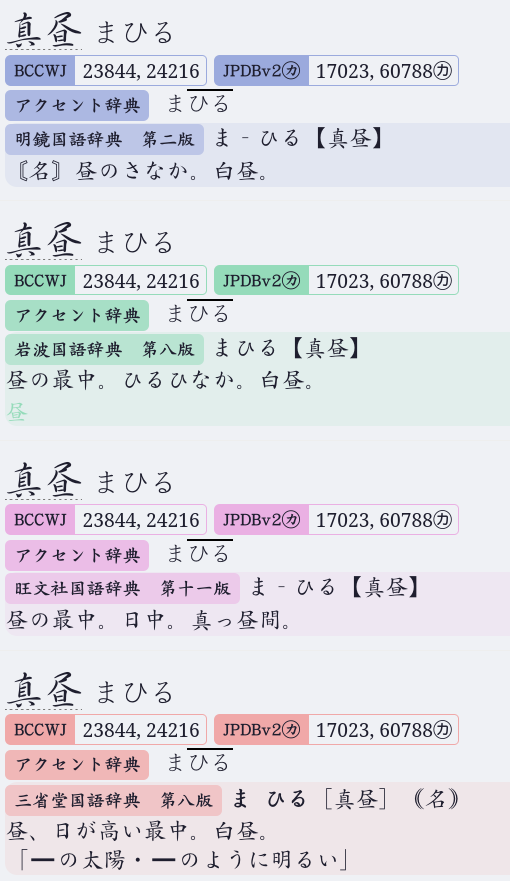 真昼 まひる
BCCWJ 23844, 24216 JPDBv2㋕ 17023, 60788㋕
アクセント辞典 まひる
明鏡国語辞典 第二版 ま‐ひる【真昼】
〘名〙昼のさなか。白昼。
真昼 まひる
BCCWJ 23844, 24216 JPDBv2㋕ 17023, 60788㋕
アクセント辞典 まひる
岩波国語辞典 第八版 まひる【真昼】
昼の最中。ひるひなか。白昼。
昼
真昼 まひる
BCCWJ 23844, 24216 JPDBv2㋕ 17023, 60788㋕
アクセント辞典 まひる
旺文社国語辞典 第十一版 ま‐ひる【真昼】
昼の最中。日中。真っ昼間。
真昼 まひる
BCCWJ 23844, 24216 JPDBv2㋕ 17023, 60788㋕
アクセント辞典 まひる
三省堂国語辞典 第八版 ま ひる［真昼］⦅名⦆
昼、日が高い最中。白昼。
「━の太陽・━のように明るい」